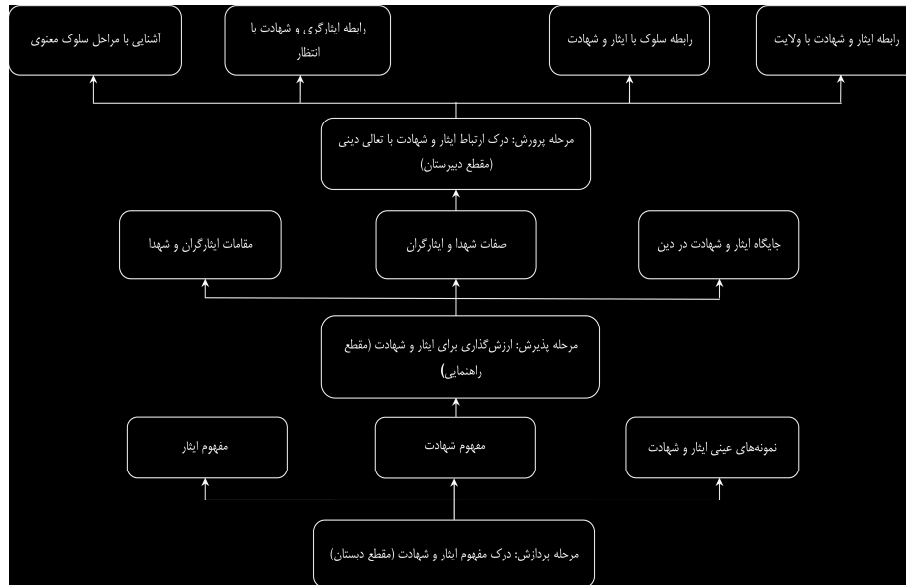 رابطه ایثار و شهادت با ولایت
رابطه سلوک با ایثار و شهادت
رابطه ایثارگری و شهادت با
انتظار
آشنایی با مراحل سلوک معنوی
مرحله پرورش: درک ارتباط ایثار و شهادت با تعالی دینی
(مقطع دبیرستان)
جایگاه ایثار و شهادت در دین
صفات شهدا و ایثارگران
مقامات ایثارگران و شهدا
مرحله پذیرش: ارزش‌گذاری برای ایثار و شهادت (مقطع
راهنمایی)
نمونه‌های عینی ایثار و شهادت
مفهوم شهادت
مفهوم ایثار
مرحله پردازش: درک مفهوم ایثار و شهادت (مقطع دبستان)